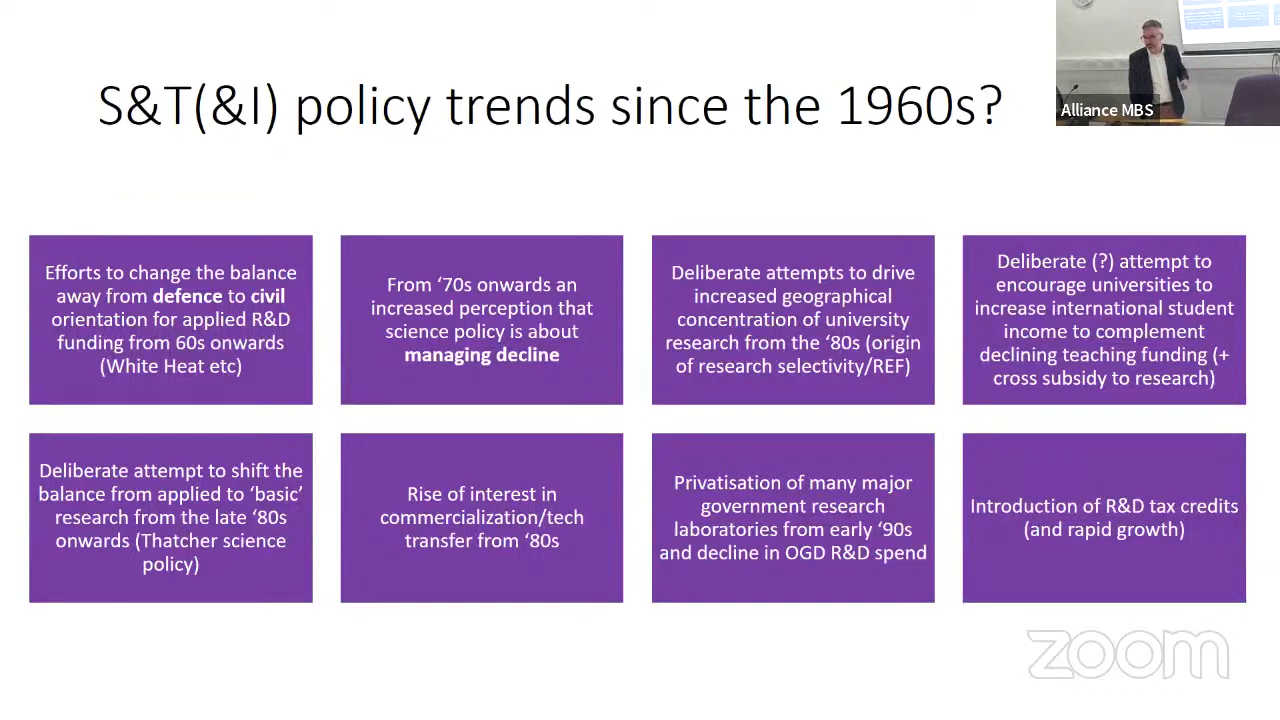 S&T(&I) policy trends since the 1960s?
Alliance MBS
Efforts to change the balance
away from defence to civil
orientation for applied R&D
funding from 60s onwards
(White Heat etc)
From ‘70s onwards an
increased perception that
science policy is about
managing decline
Deliberate attempts to drive
increased geographical
concentration of university
research from the ‘80s (origin
of research selectivity/REF)
Deliberate (?) attempt to
encourage universities to
increase international student
income to complement
declining teaching funding (+
cross subsidy to research)
Deliberate attempt to shift the
balance from applied to ‘basic’
research from the late ‘80s
onwards (Thatcher science
policy)
Rise of interest in
commercialization/tech
transfer from ‘80s
Privatisation of many major
government research
laboratories from early ‘90s
and decline in OGD R&D spend
Introduction of R&D tax credits
(and rapid growth)
zoom